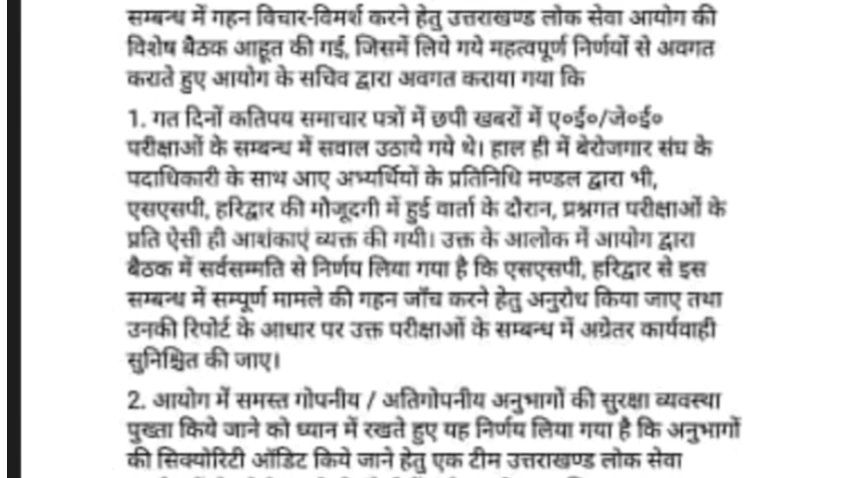 सम्बन्ध में गहन विचार-विमर्श करने हेतु उत्तराखण्ड लोक सेवा आयोग की
विशेष बैठक आहूत की गई, जिसमें लिये गये महत्वपूर्ण निर्णयों से अवगत
कराते हुए आयोग के सचिव द्वारा अवगत कराया गया कि
1. गत दिनों कतिपय समाचार पत्रों में छपी खबरों में ए०ई०/जे०ई०
परीक्षाओं के सम्बन्ध में सवाल उठाये गये थे। हाल ही में बेरोजगार संघ के
पदाधिकारी के साथ आए अभ्यर्थियों के प्रतिनिधि मण्डल द्वारा भी,
एसएसपी, हरिद्वार की मौजूदगी में हुई वार्ता के दौरान, प्रश्नगत परीक्षाओं के
प्रति ऐसी ही आशंकाएं व्यक्त की गयी। उक्त के आलोक में आयोग द्वारा
बैठक में सर्वसम्मति से निर्णय लिया गया है कि एसएसपी, हरिद्वार से इस
सम्बन्ध में सम्पूर्ण मामले की गहन जाँच करने हेतु अनुरोध किया जाए तथा
उनकी रिपोर्ट के आधार पर उक्त परीक्षाओं के सम्बन्ध में अग्रेतर कार्यवाही
सुनिश्चित की जाए।
2. आयोग में समस्त गोपनीय / अतिगोपनीय अनुभागों की सुरक्षा व्यवस्था
पुख्ता किये जाने को ध्यान में रखते हुए यह निर्णय लिया गया है कि अनुभागों
की सिक्योरिटी ऑडिट किये जाने हेतु एक टीम उत्तराखण्ड लोक सेवा